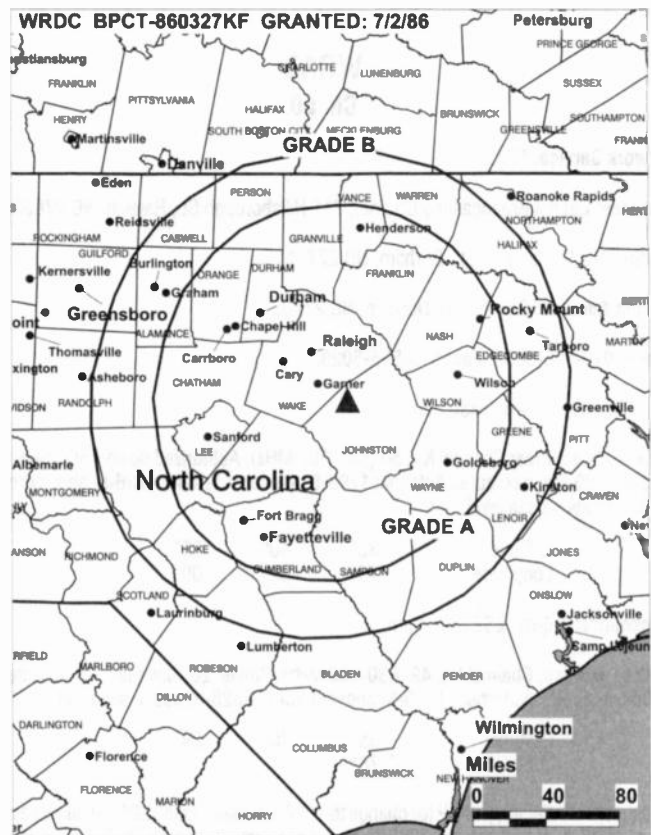 WRDC BPCT-860327KF GRANTED: 7/2/86
Petersburg
PRINCE GEORGE
CHARLOTTE
LUNENBURG
FRANKLIN
PITTSYLVANIA
HALIFAX
SUSSEX
BRUNSWICK
SOUTHAMPTON
HENRY
SOUTH BOSTON CITY
MECKLENBURG
GREENSVILLE
Martinsville
GRADE B
Danville
Eden
PERSON
VANCE
WARREN
Roanoke Rapids
Reidsville
NORTHAMPTON
ROCKINGHAM
CASWELL
GRANVILLE
Henderson
HALIFAX
GUILFORD
Kernersville
Burlington
ORANGE
DURHAM
FRANKLIN
Graham
Durham
Greensboro
Rocky Mount
ALAMANCE
Chapel Hill
NASH
Thomasville
Carrboro
Raleigh
Tarboro
EDGECOMBE
Cary
Asheboro
CHATHAM
Garner
Wilson
RANDOLPH
WAKE
WILSON
Greenville
GREENE
PITT
Sanford
LEE
JOHNSTON
Albemarle
Goldsboro
North Carolina
WAYNE
Kinston
MONTGOMERY
CRAVEN
Fort Bragg
LENOIR
GRADE A
Fayetteville
HOKE
JONES
RICHMOND
CUMBERLAND
SAMPSON
DUPLIN
ONSLOW
SCOTLAND
Laurinburg
Jacksonville
Lumberton
MARLBORO
ROBESON
BLADEN
PENDER
DILLON
DARLINGTON
Wilmington
COLUMBUS
Florence
Miles
BRUNSWICK
NEW HANOVER
FLORENCE
MARION
HORRY
0 40 80